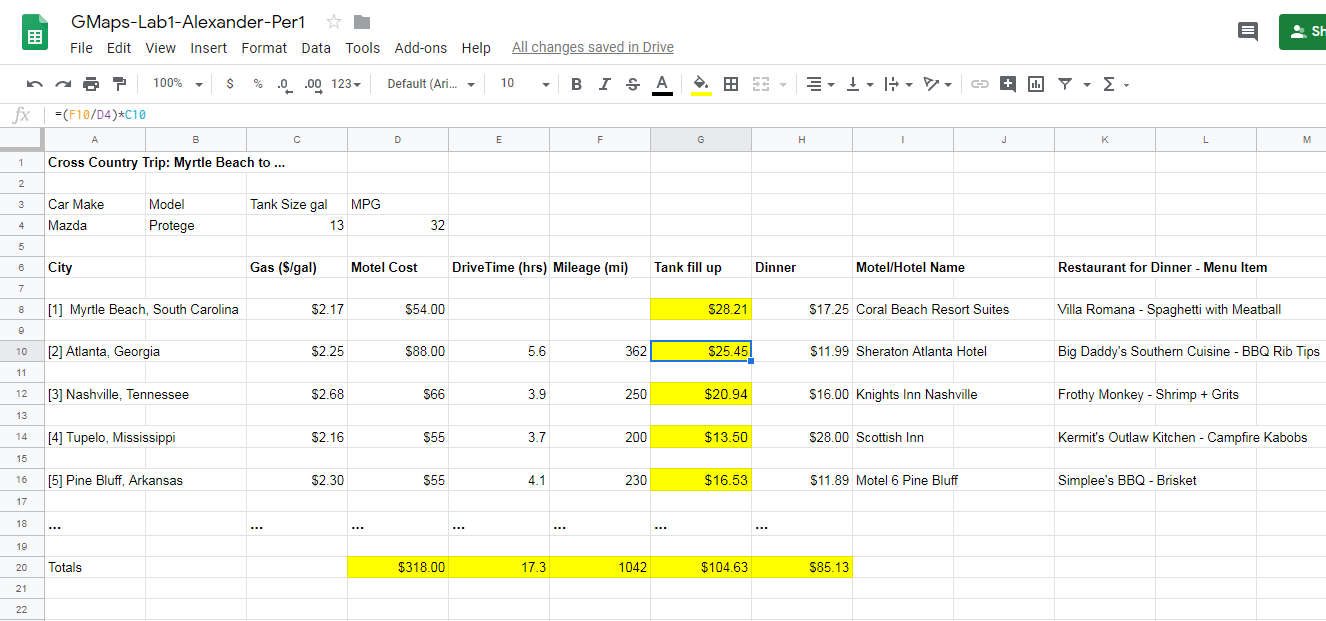 GMaps-Lab1-Alexander-Per1
File Edit View Insert Format Data Tools Add-ons Help All changes saved in Drive
Sh
100% $ % .0 .00 123 Default (Ari... 10 B I S A Σ
fx =(F10/D4)*C10
A B C D E F G H I J K L M
1 Cross Country Trip: Myrtle Beach to ...
2
3 Car Make Model Tank Size gal MPG
4 Mazda Protege 13 32
5
6 City Gas ($/gal) Motel Cost DriveTime (hrs) Mileage (mi) Tank fill up Dinner Motel/Hotel Name Restaurant for Dinner - Menu Item
7
8 [1] Myrtle Beach, South Carolina $2.17 $54.00 $28.21 $17.25 Coral Beach Resort Suites Villa Romana - Spaghetti with Meatball
9
10 [2] Atlanta, Georgia $2.25 $88.00 5.6 362 $25.45 $11.99 Sheraton Atlanta Hotel Big Daddy's Southern Cuisine - BBQ Rib Tips
11
12 [3] Nashville, Tennessee $2.68 $66 3.9 250 $20.94 $16.00 Knights Inn Nashville Frothy Monkey - Shrimp + Grits
13
14 [4] Tupelo, Mississippi $2.16 $55 3.7 200 $13.50 $28.00 Scottish Inn Kermit's Outlaw Kitchen - Campfire Kabobs
15
16 [5] Pine Bluff, Arkansas $2.30 $55 4.1 230 $16.53 $11.89 Motel 6 Pine Bluff Simplee's BBQ - Brisket
17
18 ... ... ... ... ... ... ...
19
20 Totals $318.00 17.3 1042 $104.63 $85.13
21
22